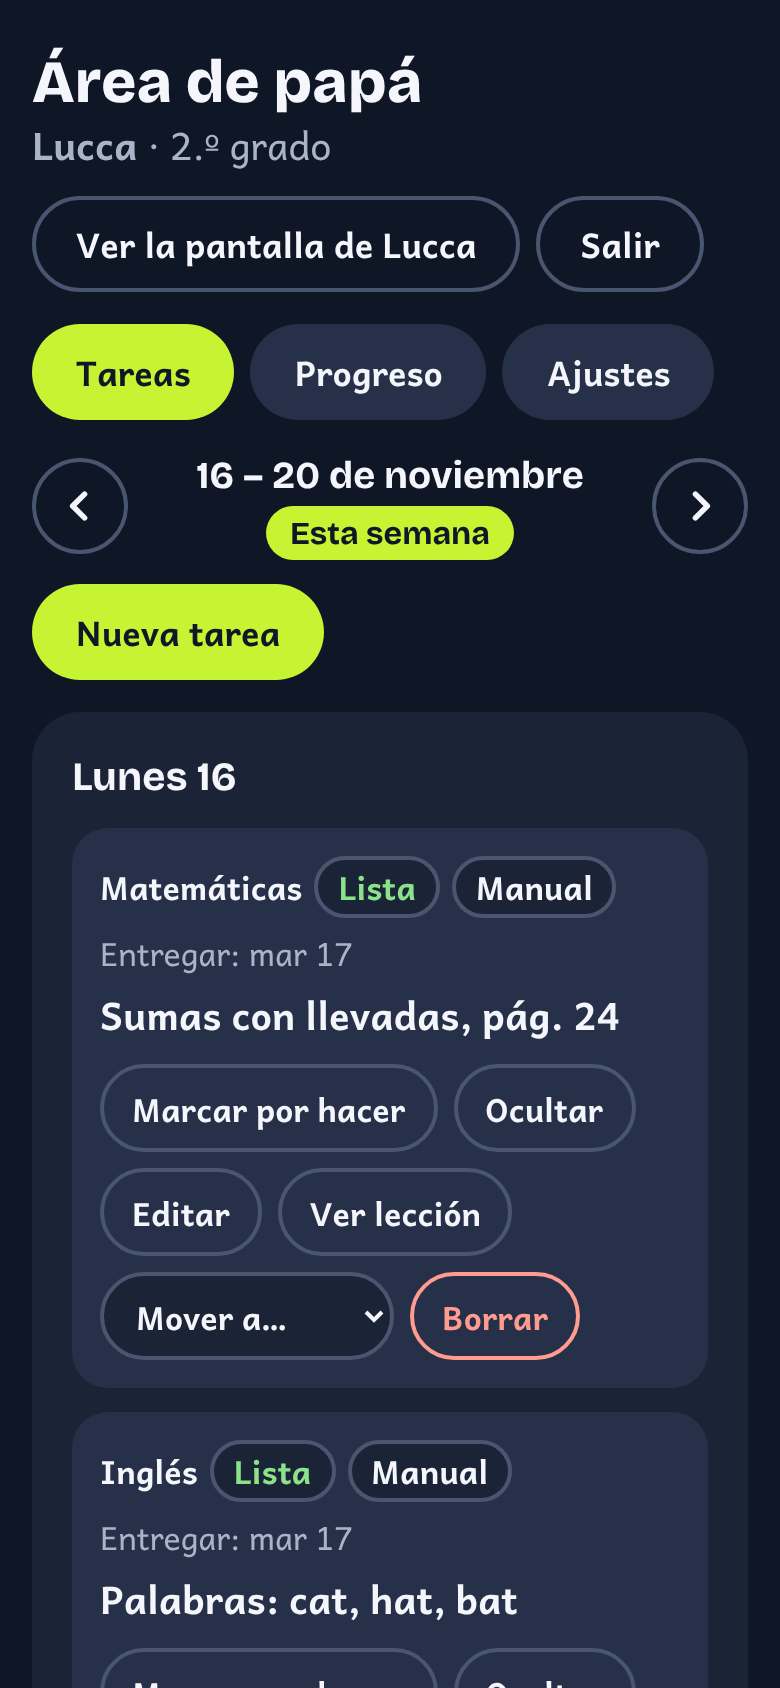 Área de papá
Lucca · 2.º grado
Ver la pantalla de Lucca Salir
Tareas Progreso Ajustes
16 – 20 de noviembre
Esta semana
Nueva tarea
Lunes 16
Matemáticas Lista Manual
Entregar: mar 17
Sumas con llevadas, pág. 24
Marcar por hacer Ocultar
Editar Ver lección
Mover a... Borrar
Inglés Lista Manual
Entregar: mar 17
Palabras: cat, hat, bat